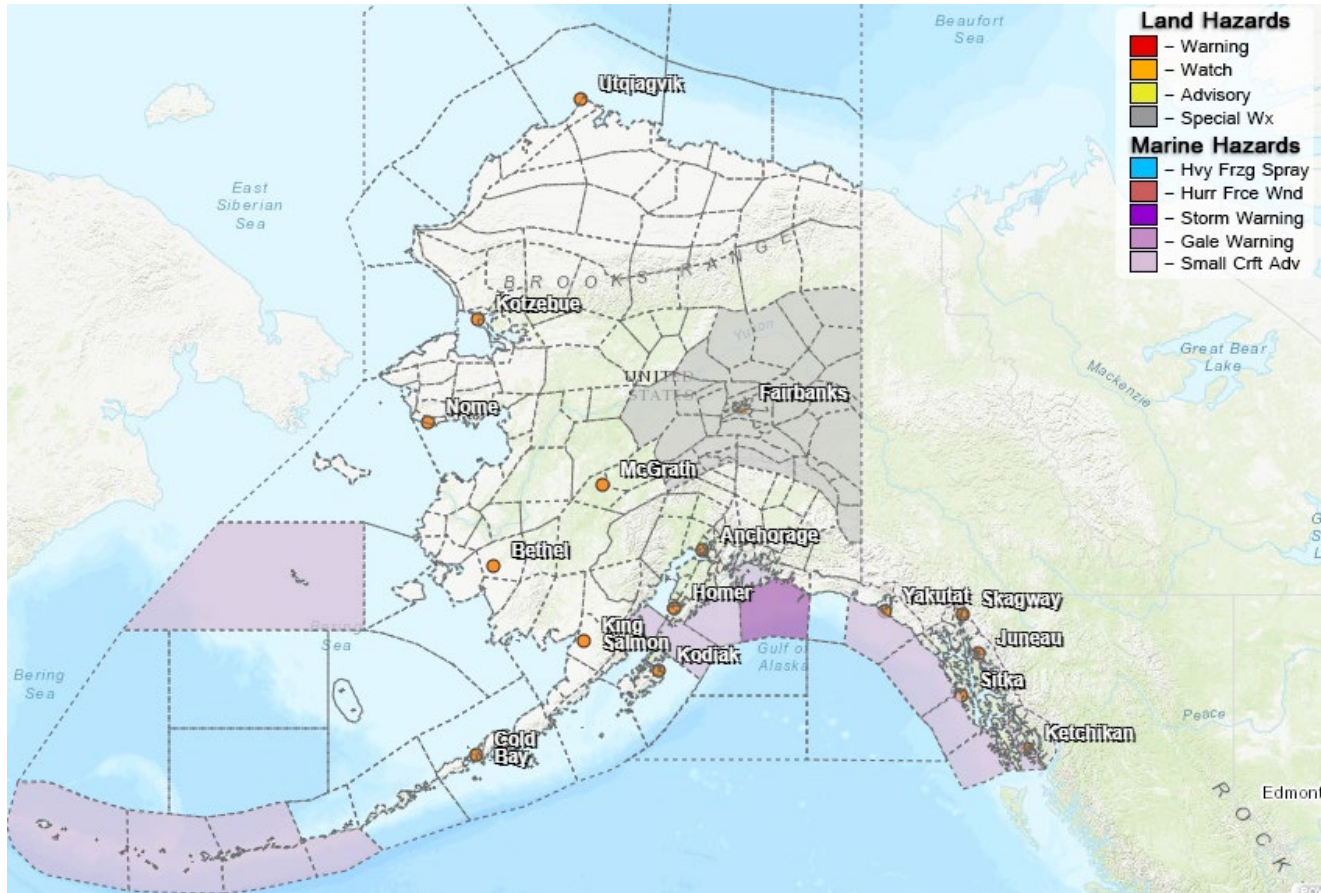 Beaufort
Sea
Land Hazards
– Warning
– Watch
– Advisory
– Special Wx
Marine Hazards
– Hvy Frzg Spray
– Hurr Frce Wnd
– Storm Warning
– Gale Warning
– Small Crft Adv
Utqiagvik
East
Siberian
Sea
BROOKS RANGE
Kotzebue
Yukon
Great Bear
Lake
Mackenzie
UNITED
STATES
Fairbanks
Nome
McGrath
Anchorage
Bethel
Homer
Yakutat
Skagway
King
Salmon
Juneau
Bering
Sea
Kodiak
Gulf of
Alaska
Bering
Sea
Sitka
Peace
Ketchikan
Cold
Bay
Edmont
ROCK